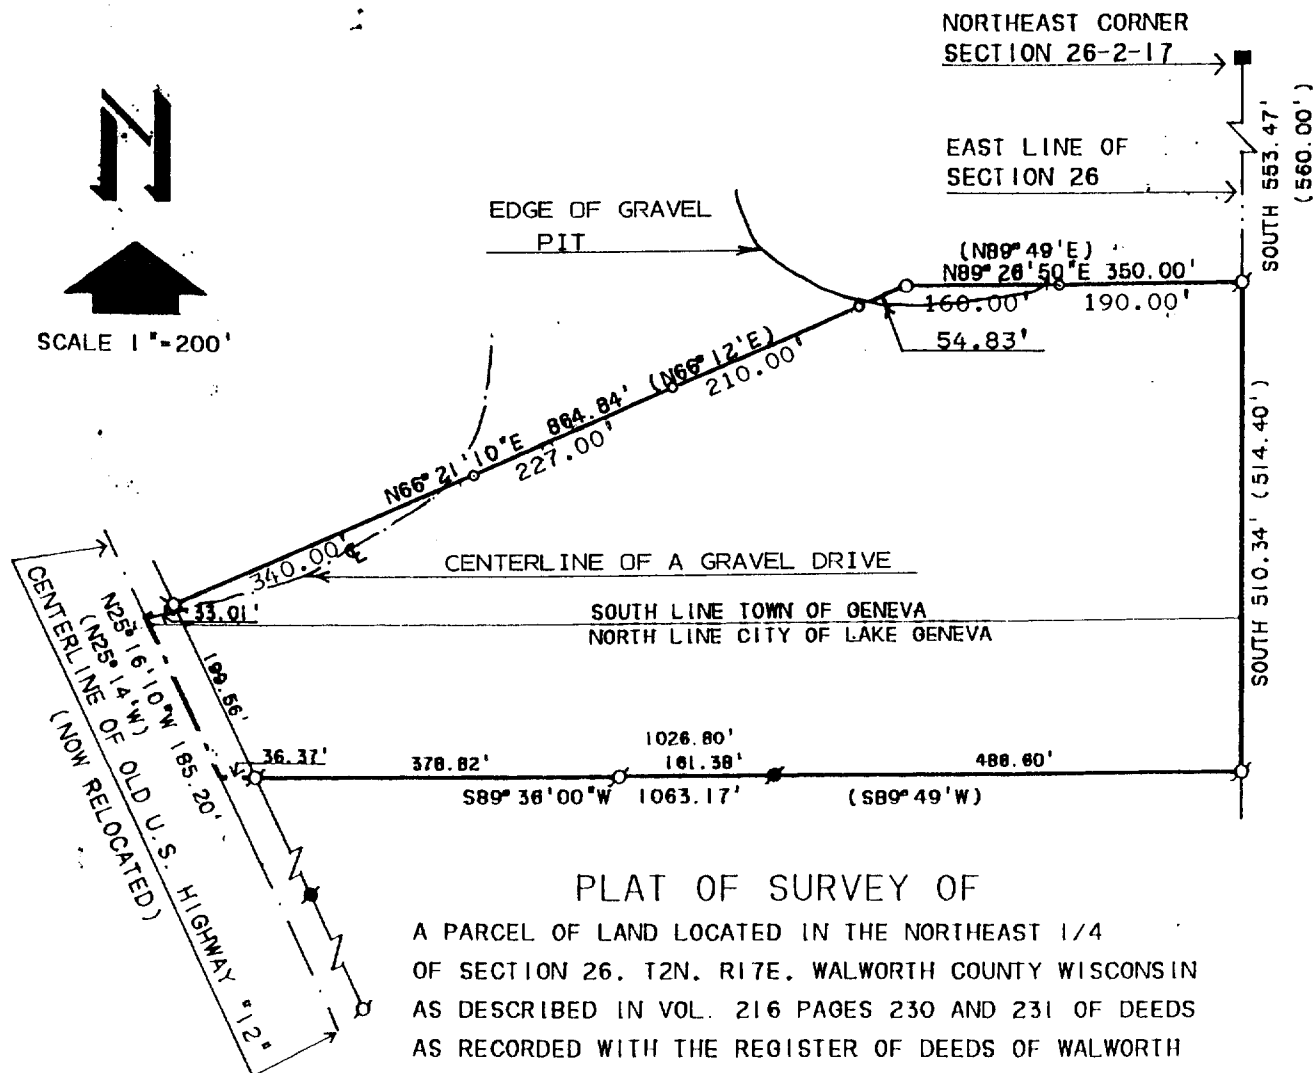 NORTHEAST CORNER
SECTION 26-2-17
N
SCALE 1"=200'
EAST LINE OF
SECTION 26
SOUTH 553.47'
(560.00')
EDGE OF GRAVEL
PIT
(N89°49'E)
N89°26'50"E 350.00'
160.00'
190.00'
54.83'
N66°21'10"E 864.84' (N66°12'E)
210.00'
227.00'
340.00'
SOUTH 510.34' (514.40')
CENTERLINE OF A GRAVEL DRIVE
33.01'
SOUTH LINE TOWN OF GENEVA
NORTH LINE CITY OF LAKE GENEVA
199.56'
N25°16'10"W 185.20'
(N25°14'W)
CENTERLINE OF OLD U.S. HIGHWAY "12"
(NOW RELOCATED)
1026.80'
36.37'
378.82'
161.38'
486.60'
S89°36'00"W 1063.17' (S89°49'W)
PLAT OF SURVEY OF
A PARCEL OF LAND LOCATED IN THE NORTHEAST 1/4
OF SECTION 26. T2N. R17E. WALWORTH COUNTY WISCONSIN
AS DESCRIBED IN VOL. 216 PAGES 230 AND 231 OF DEEDS
AS RECORDED WITH THE REGISTER OF DEEDS OF WALWORTH